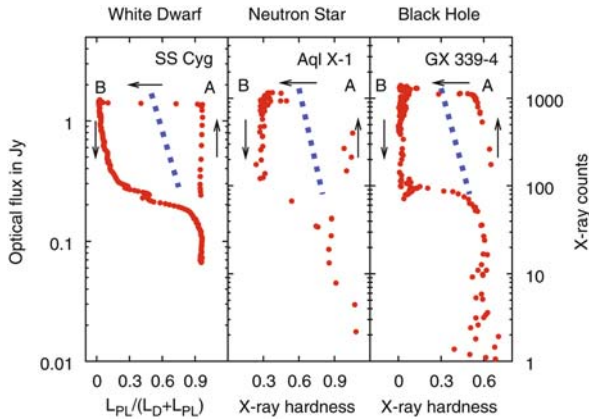 White Dwarf Neutron Star Black Hole
B SS Cyg A B Aql X-1 A B GX 339-4 A
Optical flux in Jy
1
0.1
0.01
1000
100
10
1
X-ray counts
0 0.3 0.6 0.9 0.3 0.6 0.9 0 0.3 0.6
L_PL/(L_D+L_PL) X-ray hardness X-ray hardness